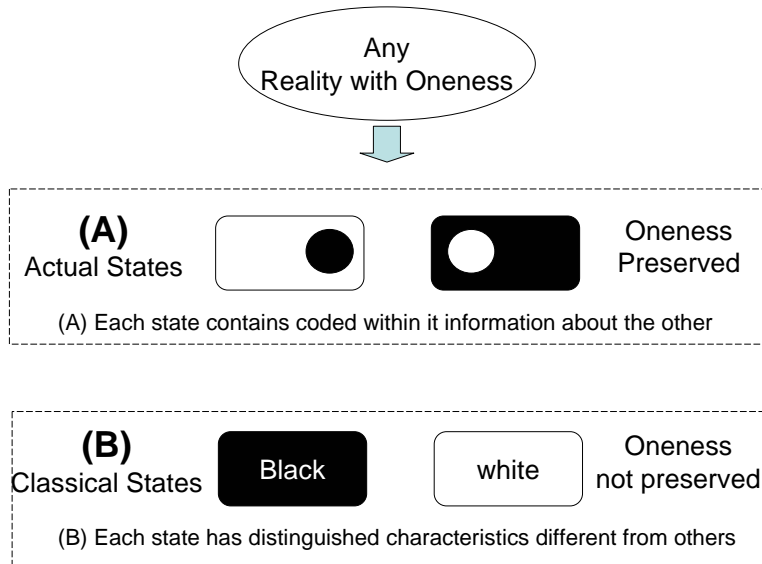 Any
Reality with Oneness
(A)
Actual States
Oneness
Preserved
(A) Each state contains coded within it information about the other
(B)
Classical States
Black
white
Oneness
not preserved
(B) Each state has distinguished characteristics different from others